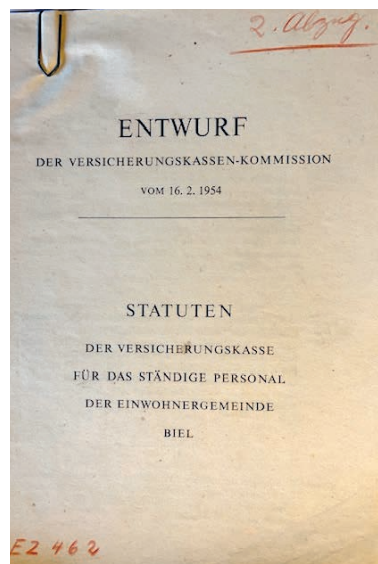 2. Abzug.
ENTWURF
DER VERSICHERUNGSKASSEN-KOMMISSION
VOM 16. 2. 1954
STATUTEN
DER VERSICHERUNGSKASSE
FÜR DAS STÄNDIGE PERSONAL
DER EINWOHNERGEMEINDE
BIEL
EZ 462